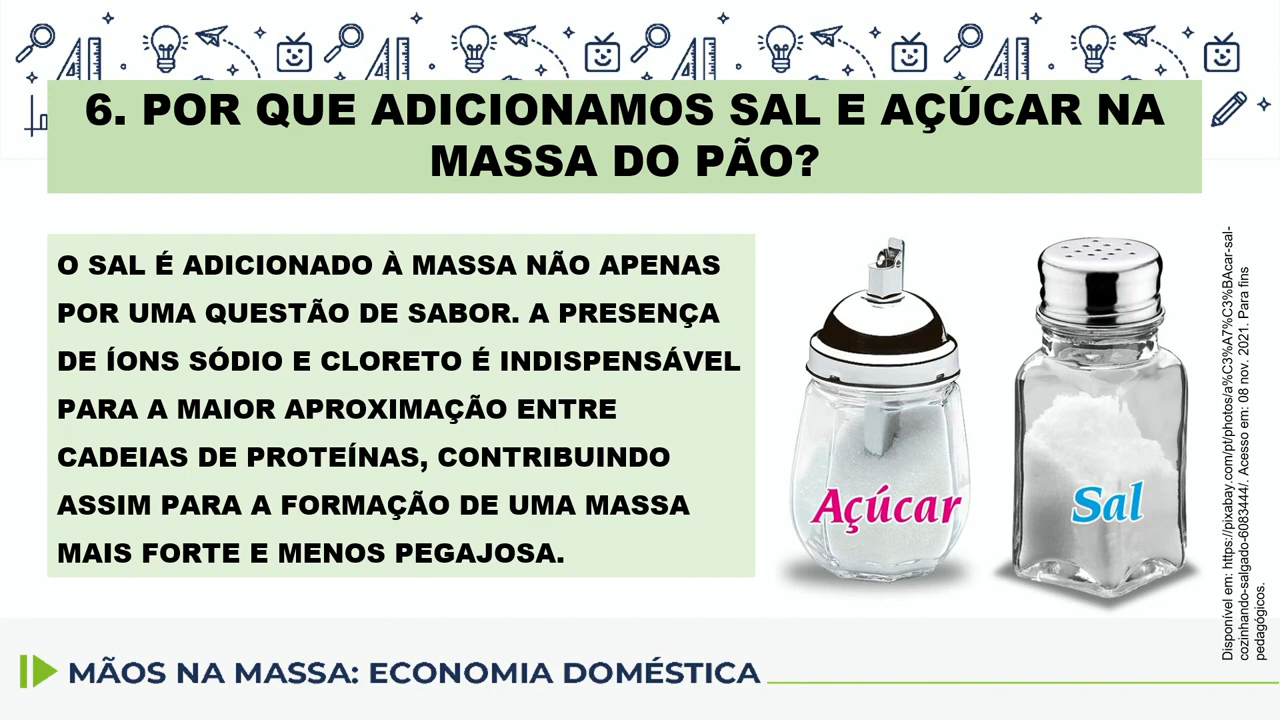 6. POR QUE ADICIONAMOS SAL E AÇÚCAR NA
MASSA DO PÃO?
O SAL É ADICIONADO À MASSA NÃO APENAS
POR UMA QUESTÃO DE SABOR. A PRESENÇA
DE ÍONS SÓDIO E CLORETO É INDISPENSÁVEL
PARA A MAIOR APROXIMAÇÃO ENTRE
CADEIAS DE PROTEÍNAS, CONTRIBUINDO
ASSIM PARA A FORMAÇÃO DE UMA MASSA
MAIS FORTE E MENOS PEGAJOSA.
Açúcar
Sal
Disponível em: https://pixabay.com/pt/photos/a%C3%A7%C3%BAcar-sal-
cozinhando-salgado-6083444/. Acesso em: 08 nov. 2021. Para fins
pedagógicos.
MÃOS NA MASSA: ECONOMIA DOMÉSTICA